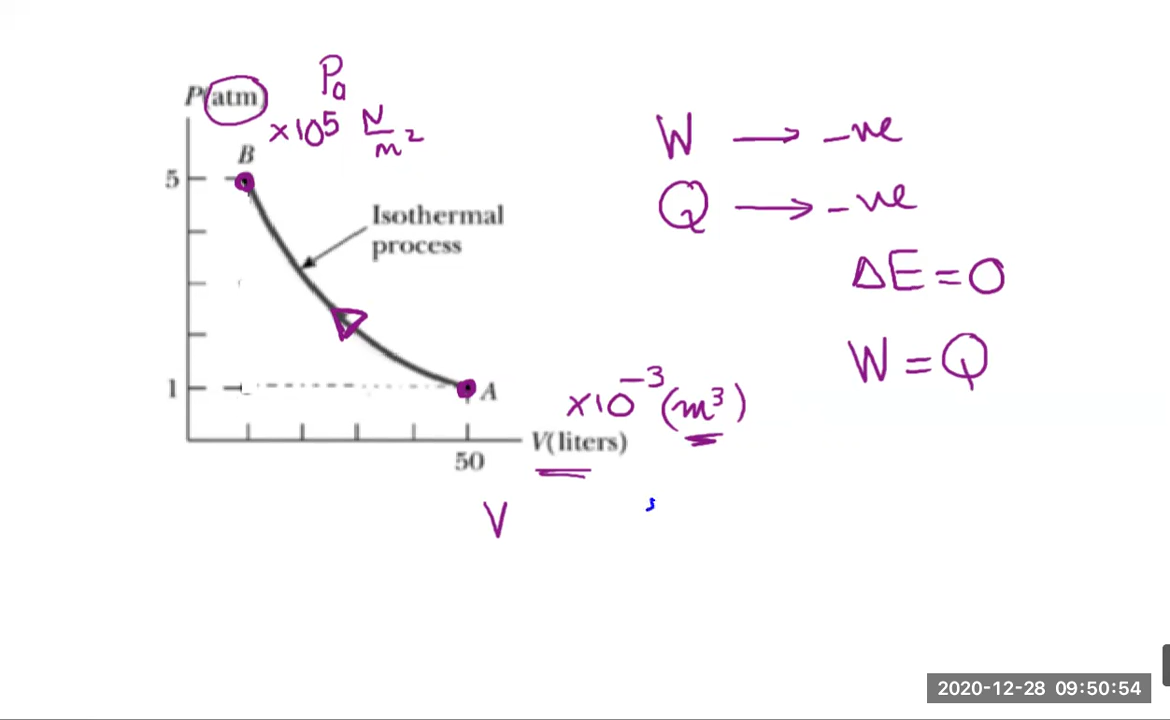 P(atm)
Pa
×10⁵ N/m²
B
5
Isothermal
process
1
A
50
V(liters)
×10⁻³ (m³)
V
W → -ve
Q → -ve
ΔE = 0
W = Q
2020-12-28 09:50:54